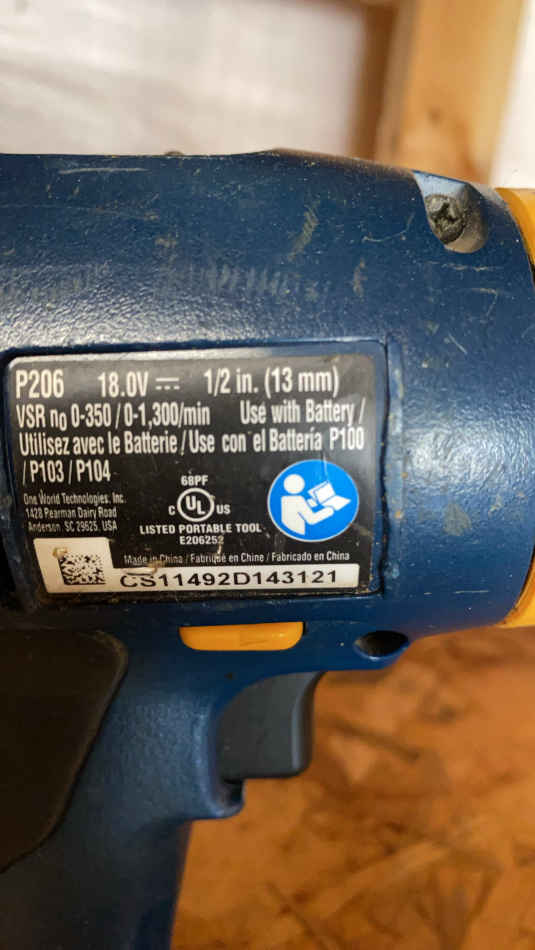 P206 18.0V ⎓ 1/2 in. (13 mm)
VSR n0 0-350 / 0-1,300/min Use with Battery /
Utilisez avec le Batterie / Use con el Batteria P100
/ P103 / P104
One World Technologies, Inc.
1428 Pearman Dairy Road
Anderson, SC 29625, USA
68PF
C UL US
LISTED PORTABLE TOOL
E206252
Made in China / Fabriqué en Chine / Fabricado en China
CS11492D143121